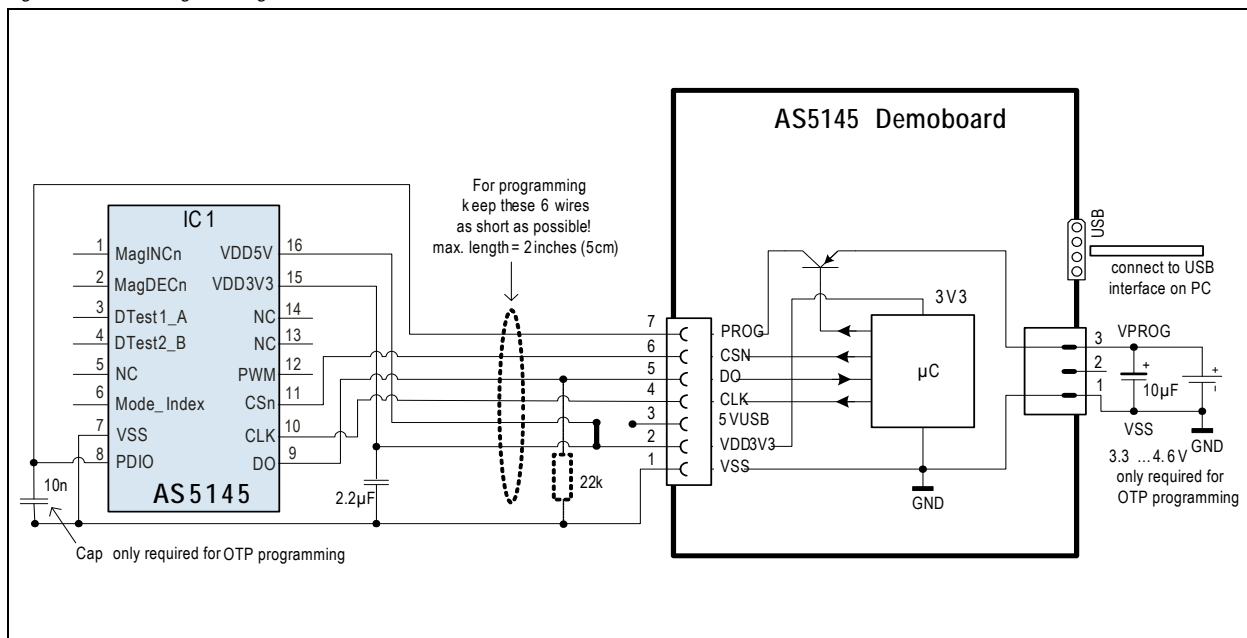 AS5145 Demoboard
For programming
keep these 6 wires
as short as possible!
max. length = 2 inches (5cm)
IC1
1 MagINCn
2 MagDECn
3 DTest1_A
4 DTest2_B
5 NC
6 Mode_Index
7 VSS
8 PDIO
VDD5V 16
VDD3V3 15
NC 14
NC 13
PWM 12
CSn 11
CLK 10
DO 9
AS5145
10n
Cap only required for OTP programming
2.2µF
22k
7 PROG
6 CSN
5 DO
4 CLK
3 5VUSB
2 VDD3V3
1 VSS
3V3
µC
GND
USB
connect to USB
interface on PC
3
2
1
VPROG
+
10µF
+
-
VSS
GND
3.3 ...4.6V
only required for
OTP programming